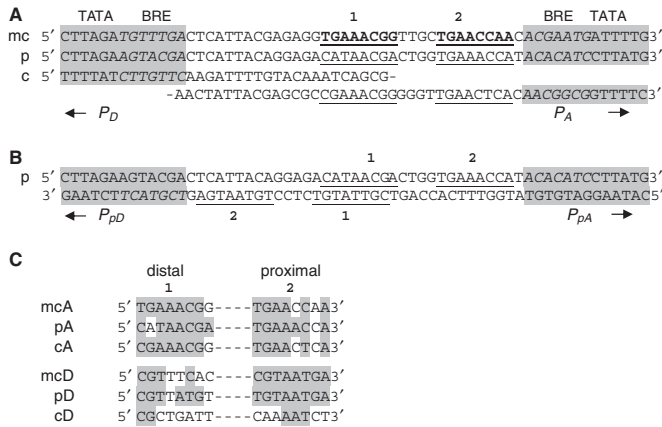 A
TATA BRE 1 2 BRE TATA
mc 5′ CTTAGATGTTTGACTCATTACGAGAGGTTGAAACGGTTGCTGAACCAACACGAATGATTTTG3′
p 5′ CTTAGAAGTACGACTCATTACAGGAGACATAACGACTGGTGAAACCATACACATCCTTATG3′
c 5′ TTTTATCTTGTTCAAGATTTTGTACAAATCAGCG-
-AACTATTACGAGCGCCGAAACGGGGGTTGAACTCACAACGGCGGTTTTC3′
← PD PA →
B
1 2
p 5′ CTTAGAAGTACGACTCATTACAGGAGACATAACGACTGGTGAAACCATACACATCCTTATG3′
3′ GAATCTTCATGCTGAGTAATGTCCTCTGTATTGCTGACCACTTTGGTATGTGTAGGAATAC5′
← PpD 2 1 PpA →
C
distal proximal
1 2
mcA 5′ TGAAACGG----TGAACCAA3′
pA 5′ CATAACGA----TGAAACCA3′
cA 5′ CGAAACGG----TGAACTCA3′
mcD 5′ CGTTTCAC----CGTAATGA3′
pD 5′ CGTTATGT----TGTAATGA3′
cD 5′ CGCTGATT----CAAAATCT3′